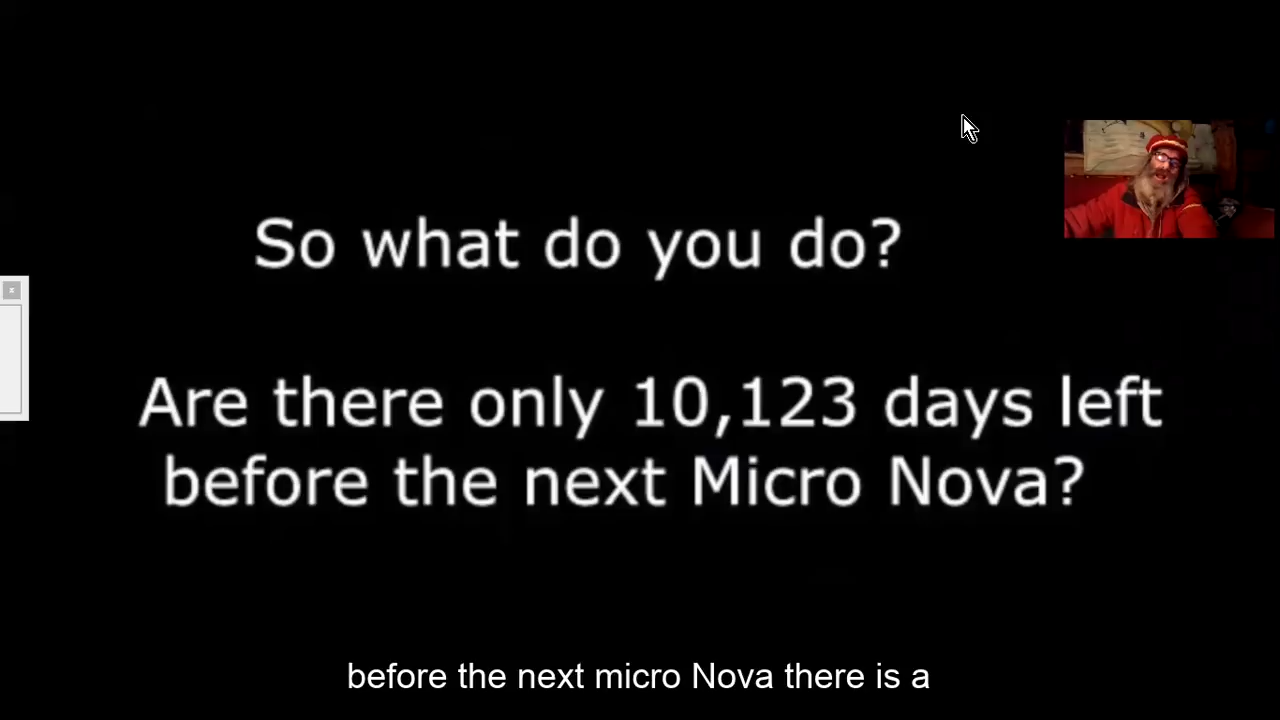 So what do you do?
Are there only 10,123 days left
before the next Micro Nova?
before the next micro Nova there is a